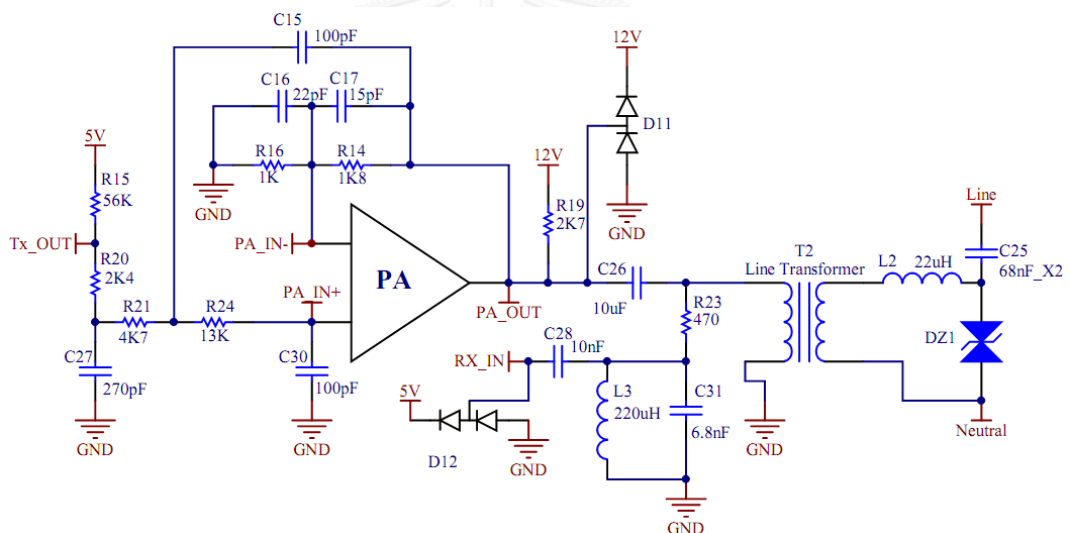 C15
100pF
12V
C16
C17
22pF
15pF
D11
5V
R15
56K
R16
1K
R14
1K8
12V
GND
GND
R19
2K7
Line
Tx_OUT
PA_IN-
PA
T2
Line Transformer
L2
22uH
C25
68nF_X2
R20
2K4
C26
10uF
PA_IN+
PA_OUT
R21
4K7
R24
13K
R23
470
DZ1
C27
270pF
C30
100pF
C28
10nF
RX_IN
L3
220uH
C31
6.8nF
5V
Neutral
GND
GND
D12
GND
GND
GND